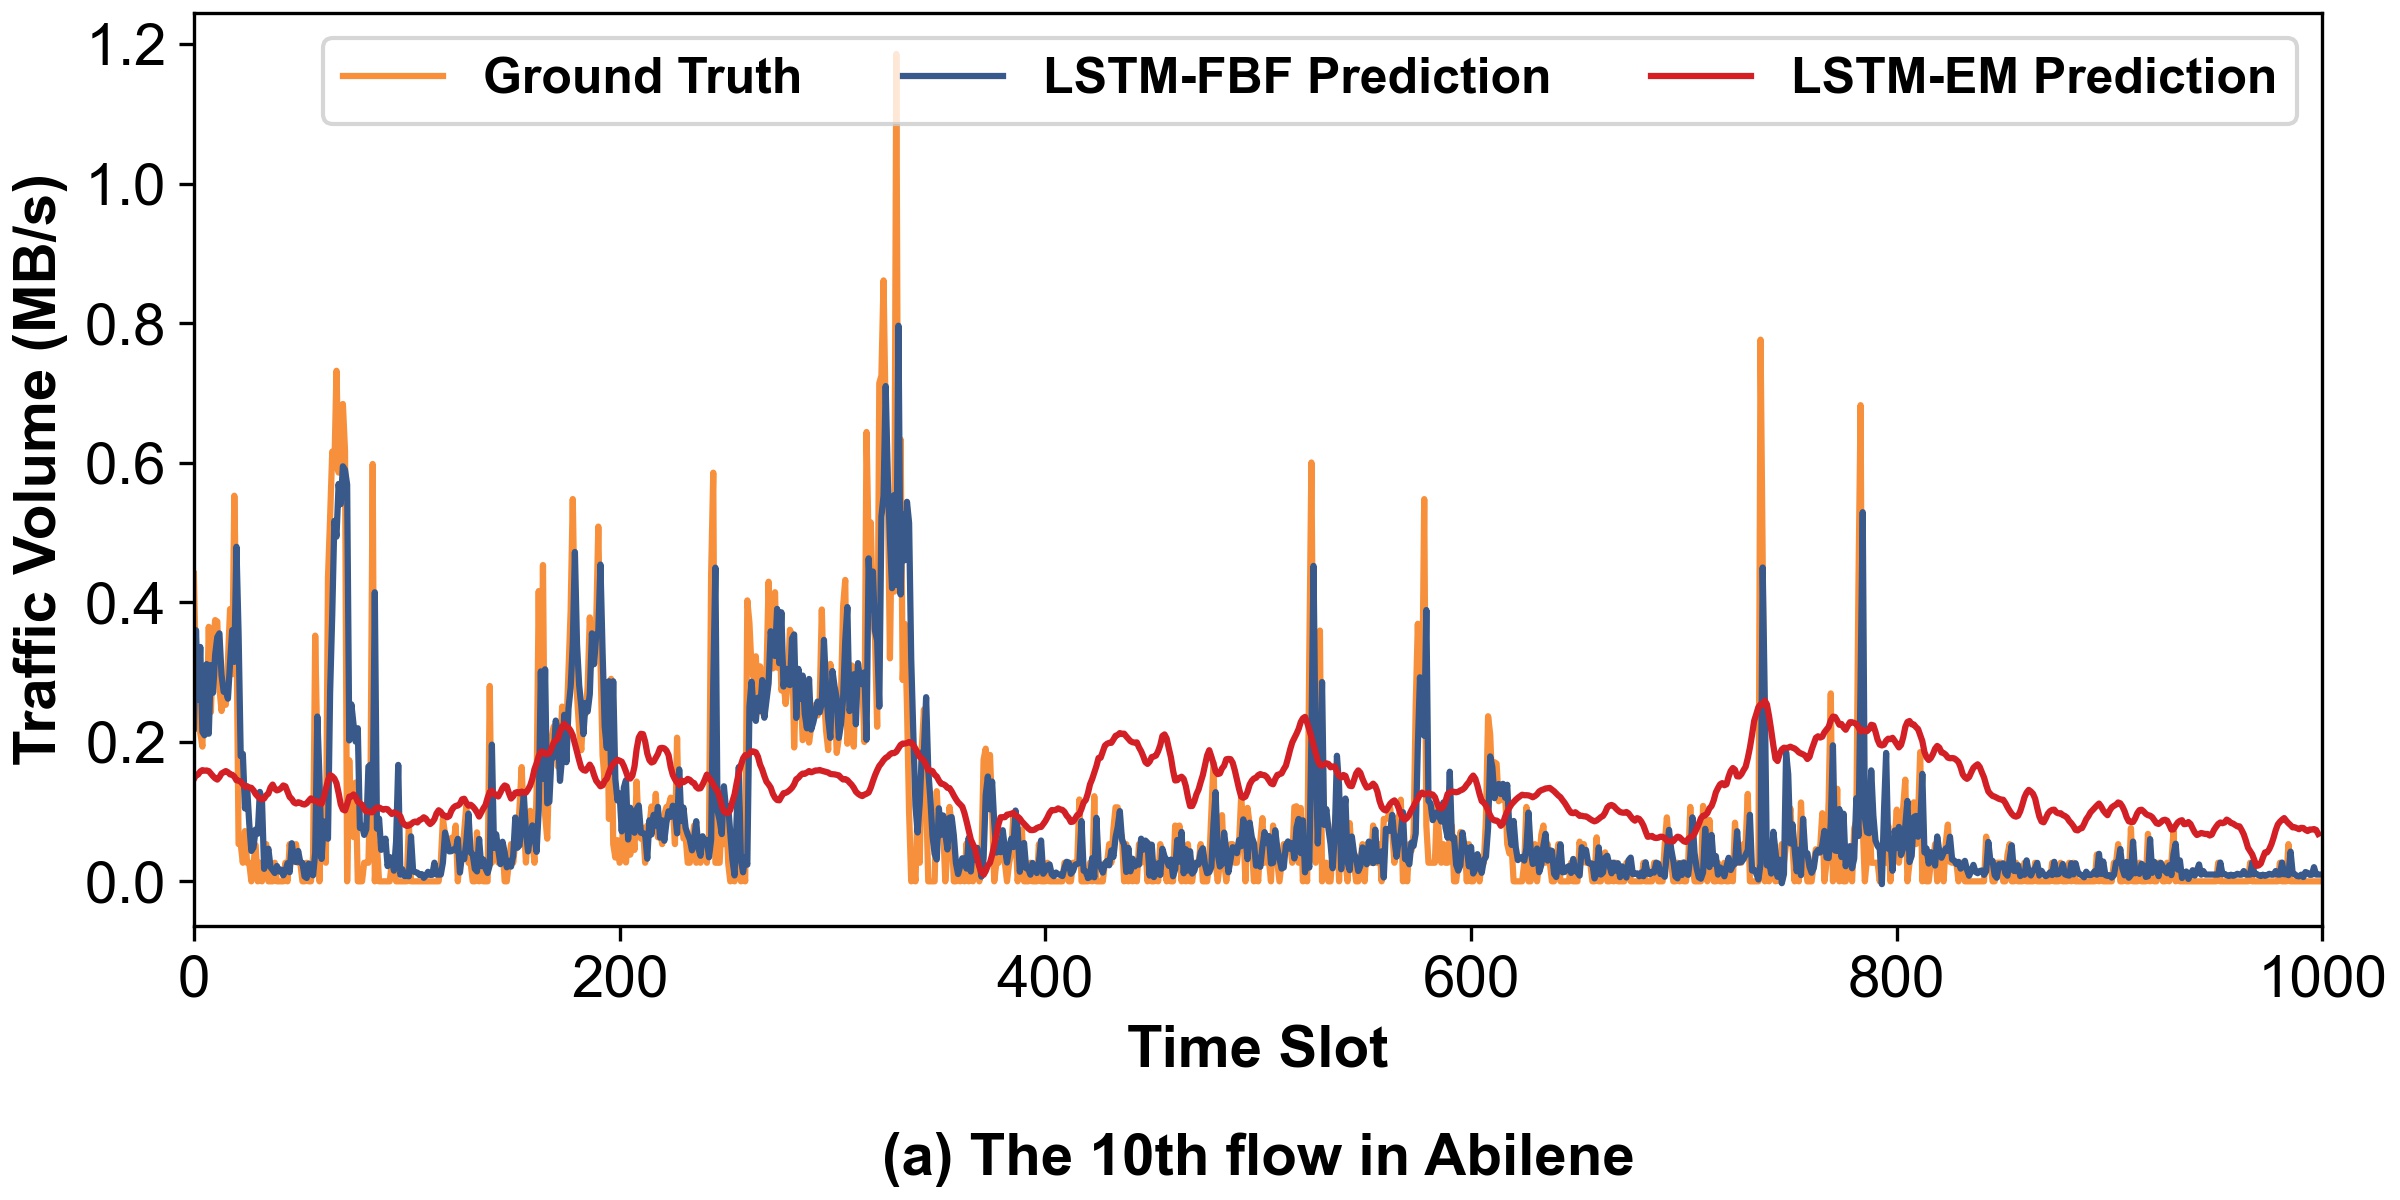 Ground Truth LSTM-FBF Prediction LSTM-EM Prediction
Traffic Volume (MB/s)
1.2
1.0
0.8
0.6
0.4
0.2
0.0
0 200 400 600 800 1000
Time Slot
(a) The 10th flow in Abilene